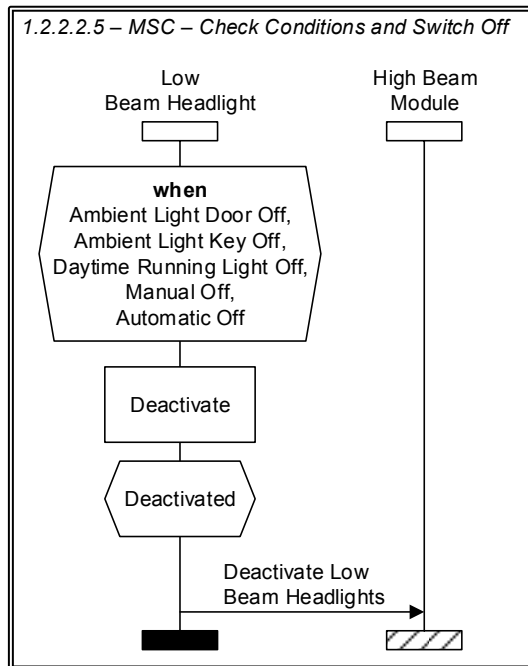 1.2.2.2.5 – MSC – Check Conditions and Switch Off
Low
Beam Headlight
High Beam
Module
when
Ambient Light Door Off,
Ambient Light Key Off,
Daytime Running Light Off,
Manual Off,
Automatic Off
Deactivate
Deactivated
Deactivate Low
Beam Headlights